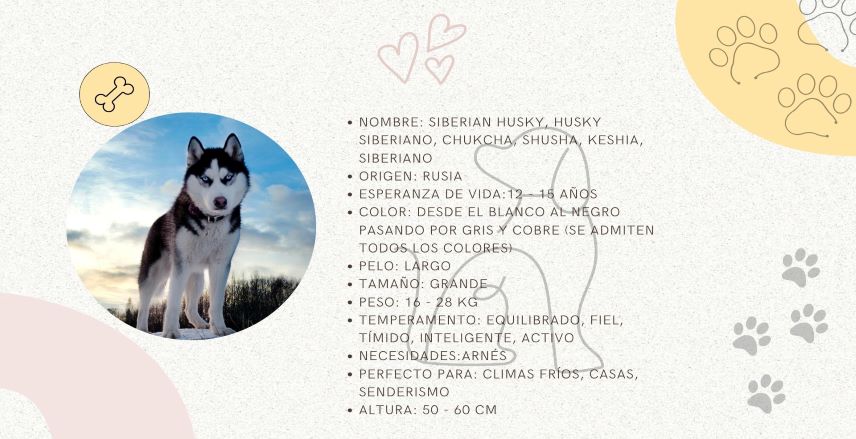 • NOMBRE: SIBERIAN HUSKY, HUSKY
SIBERIANO, CHUKCHA, SHUSHA, KESHIA,
SIBERIANO
• ORIGEN: RUSIA
• ESPERANZA DE VIDA:12 - 15 AÑOS
• COLOR: DESDE EL BLANCO AL NEGRO
PASANDO POR GRIS Y COBRE (SE ADMITEN
TODOS LOS COLORES)
• PELO: LARGO
• TAMAÑO: GRANDE
• PESO: 16 - 28 KG
• TEMPERAMENTO: EQUILIBRADO, FIEL,
TÍMIDO, INTELIGENTE, ACTIVO
• NECESIDADES:ARNÉS
• PERFECTO PARA: CLIMAS FRÍOS, CASAS,
SENDERISMO
• ALTURA: 50 - 60 CM